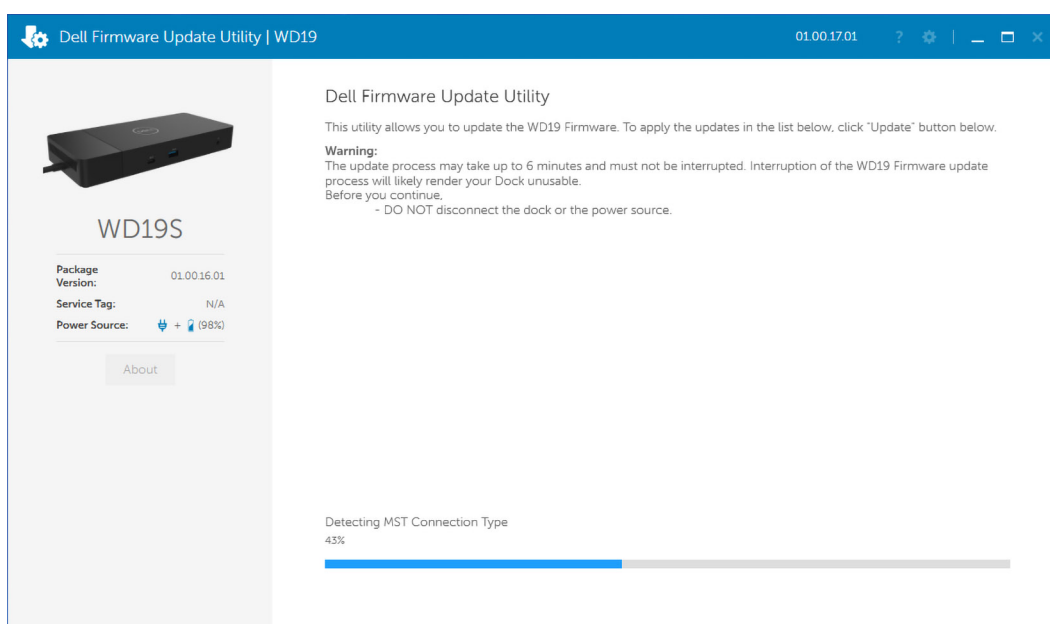 Dell Firmware Update Utility | WD19
01.00.17.01
?
Dell Firmware Update Utility
This utility allows you to update the WD19 Firmware. To apply the updates in the list below, click "Update" button below.
Warning:
The update process may take up to 6 minutes and must not be interrupted. Interruption of the WD19 Firmware update
process will likely render your Dock unusable.
Before you continue,
- DO NOT disconnect the dock or the power source.
WD19S
Package
Version:
01.00.16.01
Service Tag: N/A
Power Source: + (98%)
About
Detecting MST Connection Type
43%